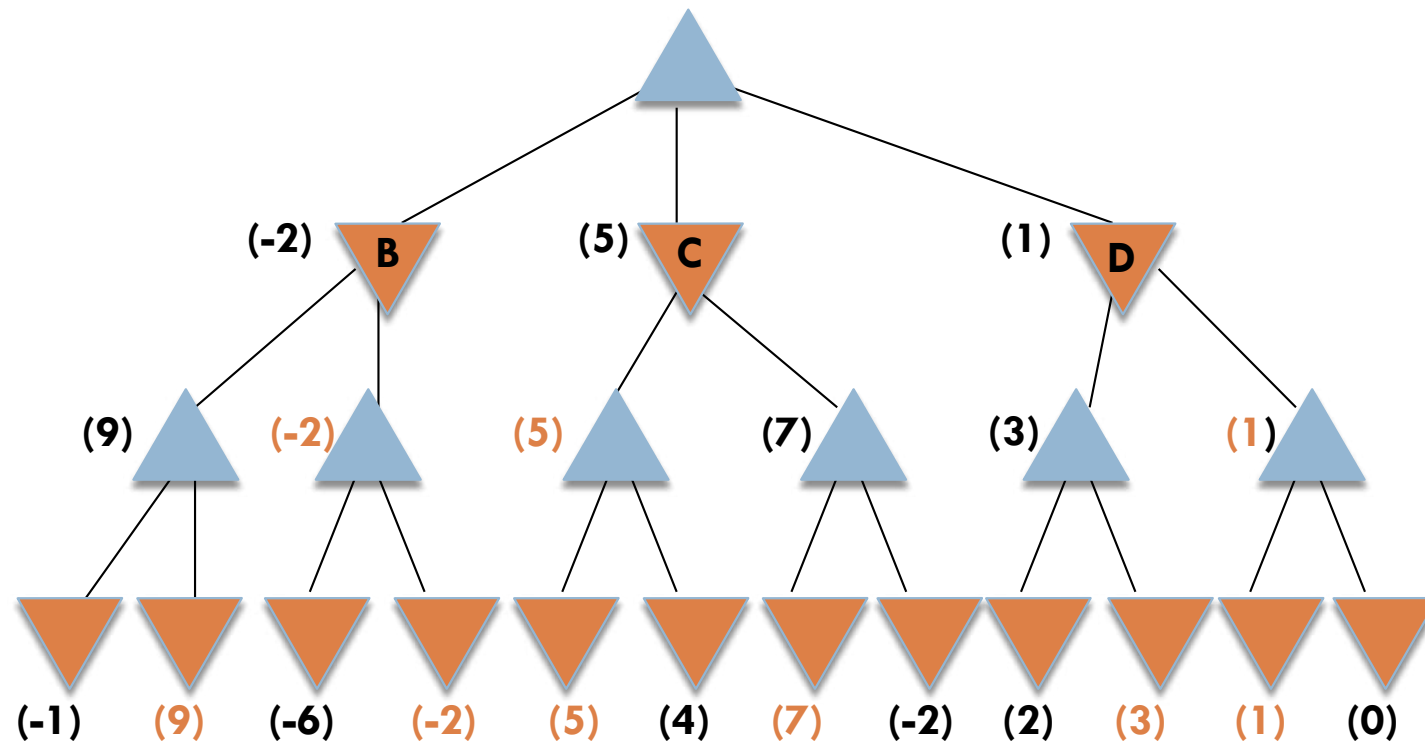 (-2) B (5) C (1) D
(9) (-2) (5) (7) (3) (1)
(-1) (9) (-6) (-2) (5) (4) (7) (-2) (2) (3) (1) (0)